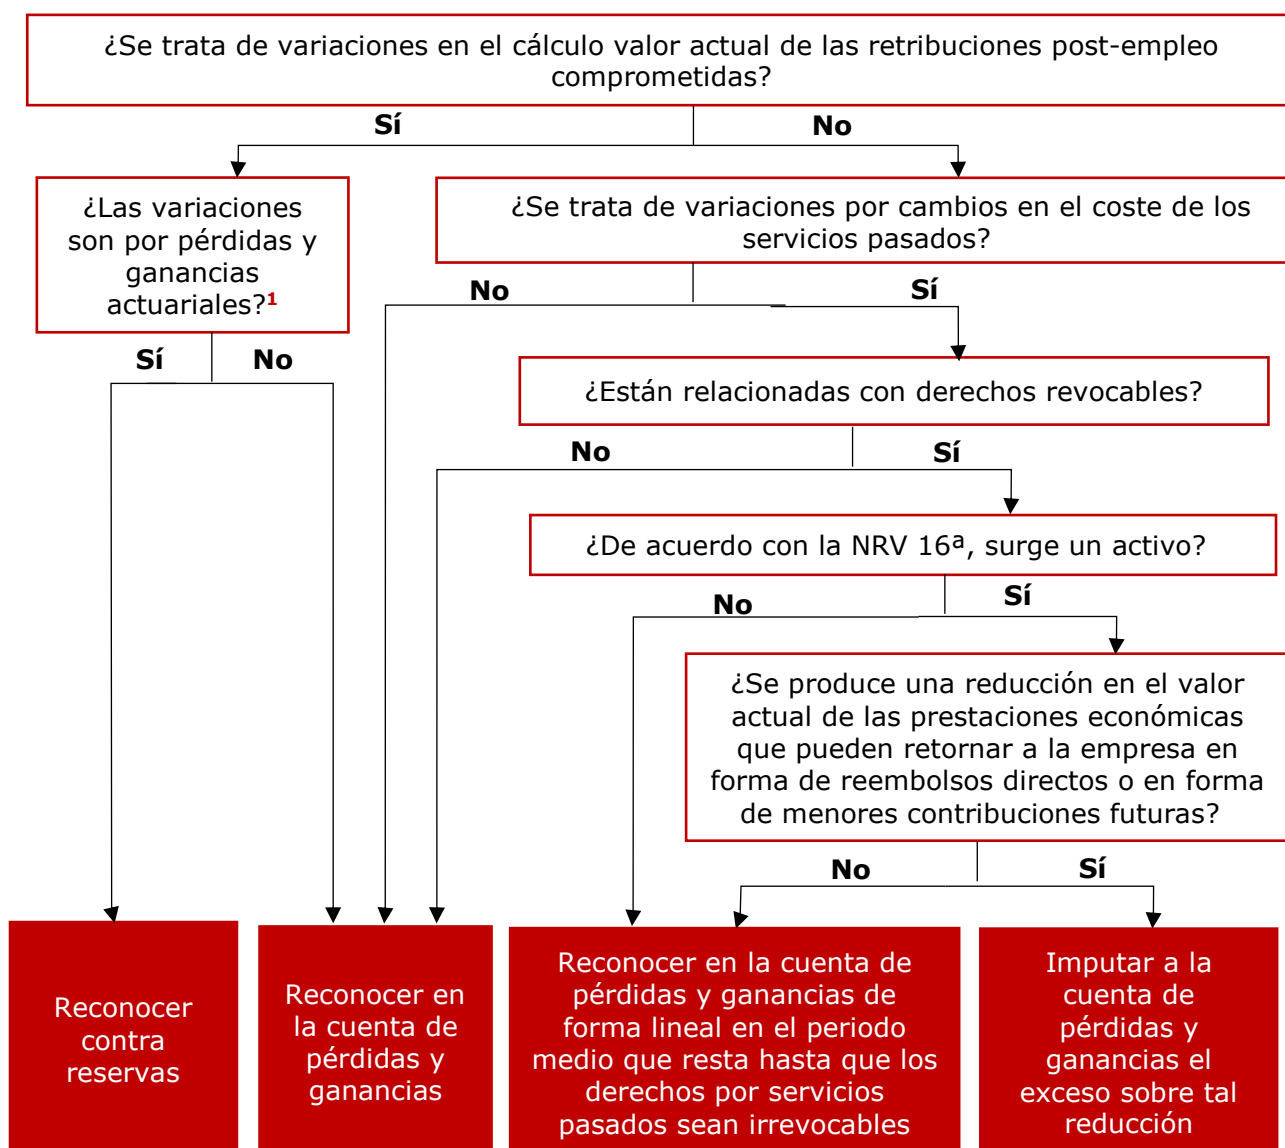 ¿Se trata de variaciones en el cálculo valor actual de las retribuciones post-empleo
comprometidas?
Sí
No
¿Las variaciones
son por pérdidas y
ganancias
actuariales?¹
¿Se trata de variaciones por cambios en el coste de los
servicios pasados?
No
Sí
Sí
No
¿Están relacionadas con derechos revocables?
No
Sí
¿De acuerdo con la NRV 16ª, surge un activo?
No
Sí
¿Se produce una reducción en el valor
actual de las prestaciones económicas
que pueden retornar a la empresa en
forma de reembolsos directos o en forma
de menores contribuciones futuras?
No
Sí
Reconocer
contra
reservas
Reconocer en
la cuenta de
pérdidas y
ganancias
Reconocer en la cuenta de
pérdidas y ganancias de
forma lineal en el periodo
medio que resta hasta que los
derechos por servicios
pasados sean irrevocables
Imputar a la
cuenta de
pérdidas y
ganancias el
exceso sobre tal
reducción